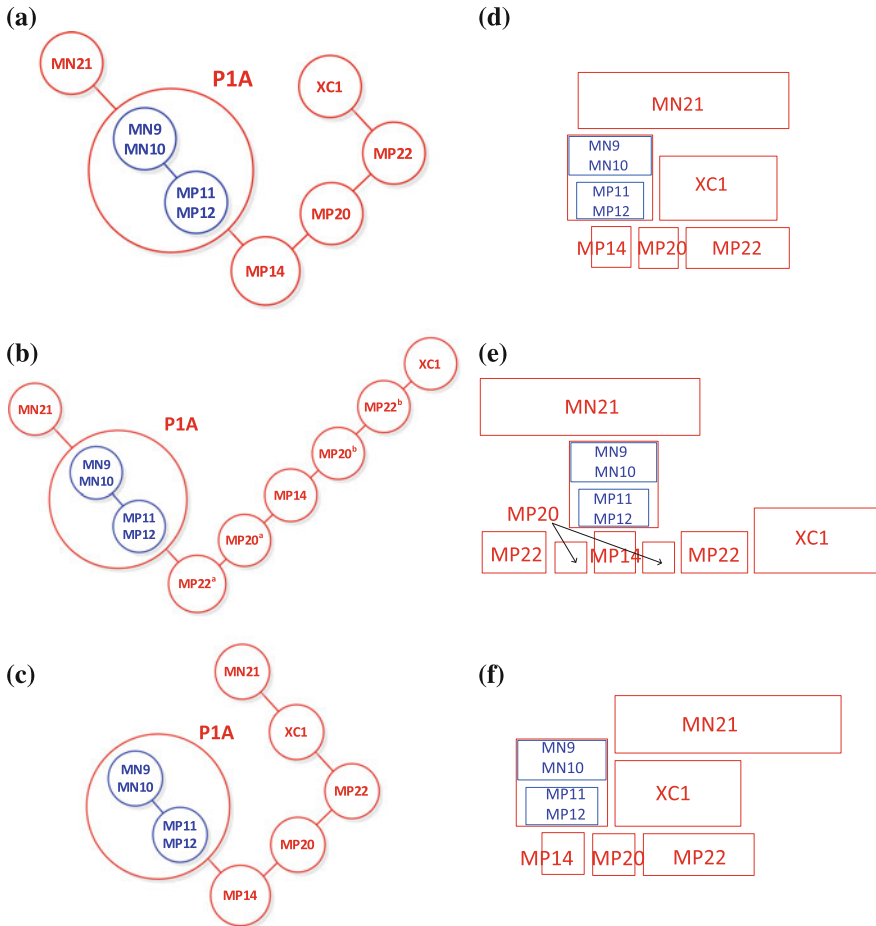 (a)
MN21
P1A
XC1
MN9
MN10
MP22
MP11
MP12
MP20
MP14
(d)
MN21
MN9
MN10
XC1
MP11
MP12
MP14
MP20
MP22
(b)
XC1
MN21
MP22b
P1A
MP20b
MN9
MN10
MP14
MP11
MP12
MP20a
MP22a
(e)
MN21
MN9
MN10
MP11
MP12
MP20
MP22
MP14
MP22
XC1
(c)
MN21
P1A
XC1
MN9
MN10
MP22
MP11
MP12
MP20
MP14
(f)
MN21
MN9
MN10
XC1
MP11
MP12
MP14
MP20
MP22